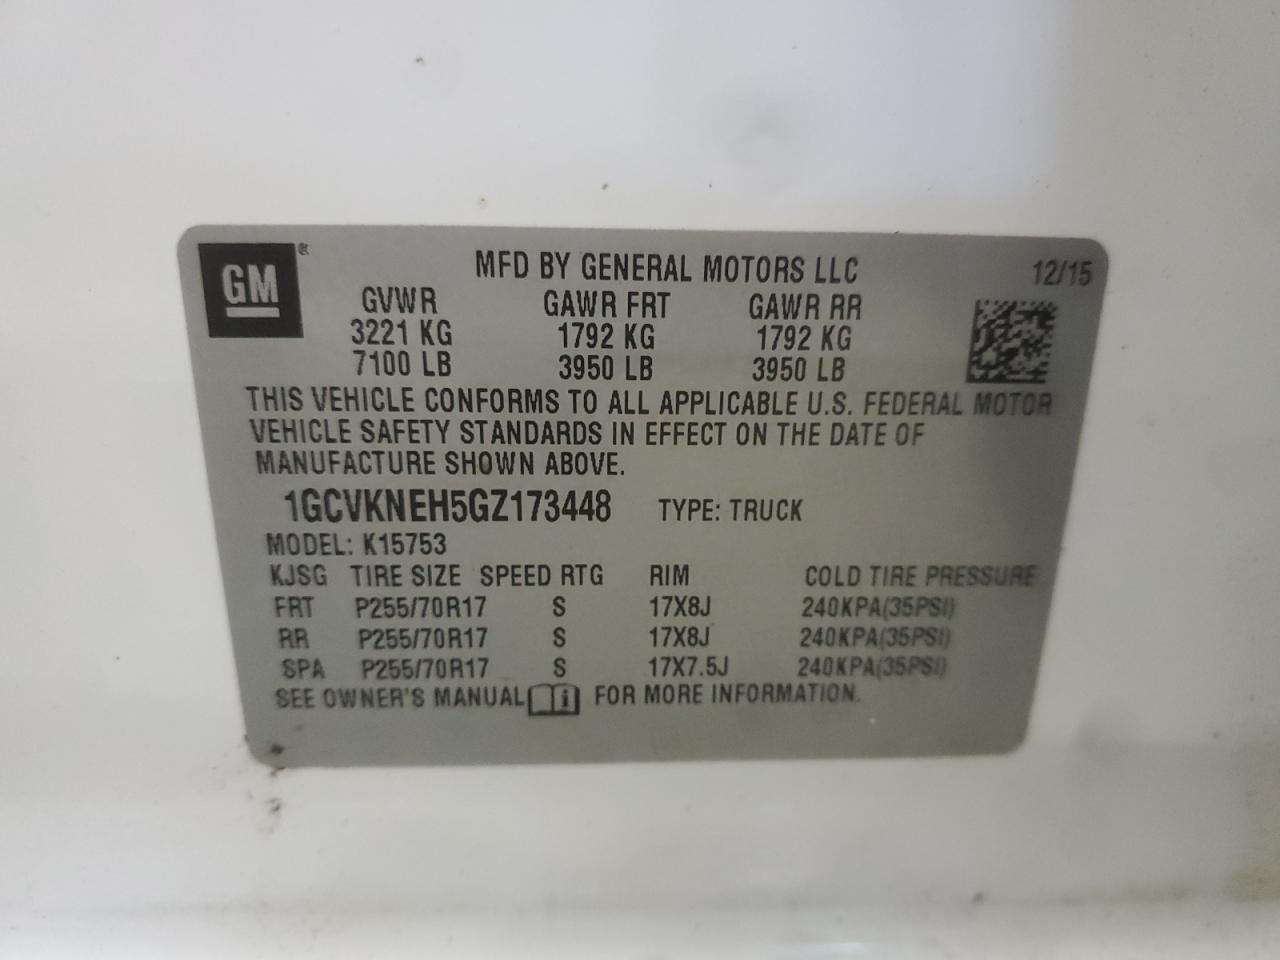 GM ®
MFD BY GENERAL MOTORS LLC 12/15
GVWR GAWR FRT GAWR RR
3221 KG 1792 KG 1792 KG
7100 LB 3950 LB 3950 LB
THIS VEHICLE CONFORMS TO ALL APPLICABLE U.S. FEDERAL MOTOR
VEHICLE SAFETY STANDARDS IN EFFECT ON THE DATE OF
MANUFACTURE SHOWN ABOVE.
1GCVKNEH5GZ173448 TYPE: TRUCK
MODEL: K15753
KJSG TIRE SIZE SPEED RTG RIM COLD TIRE PRESSURE
FRT P255/70R17 S 17X8J 240KPA(35PSI)
RR P255/70R17 S 17X8J 240KPA(35PSI)
SPA P255/70R17 S 17X7.5J 240KPA(35PSI)
SEE OWNER'S MANUAL i FOR MORE INFORMATION.